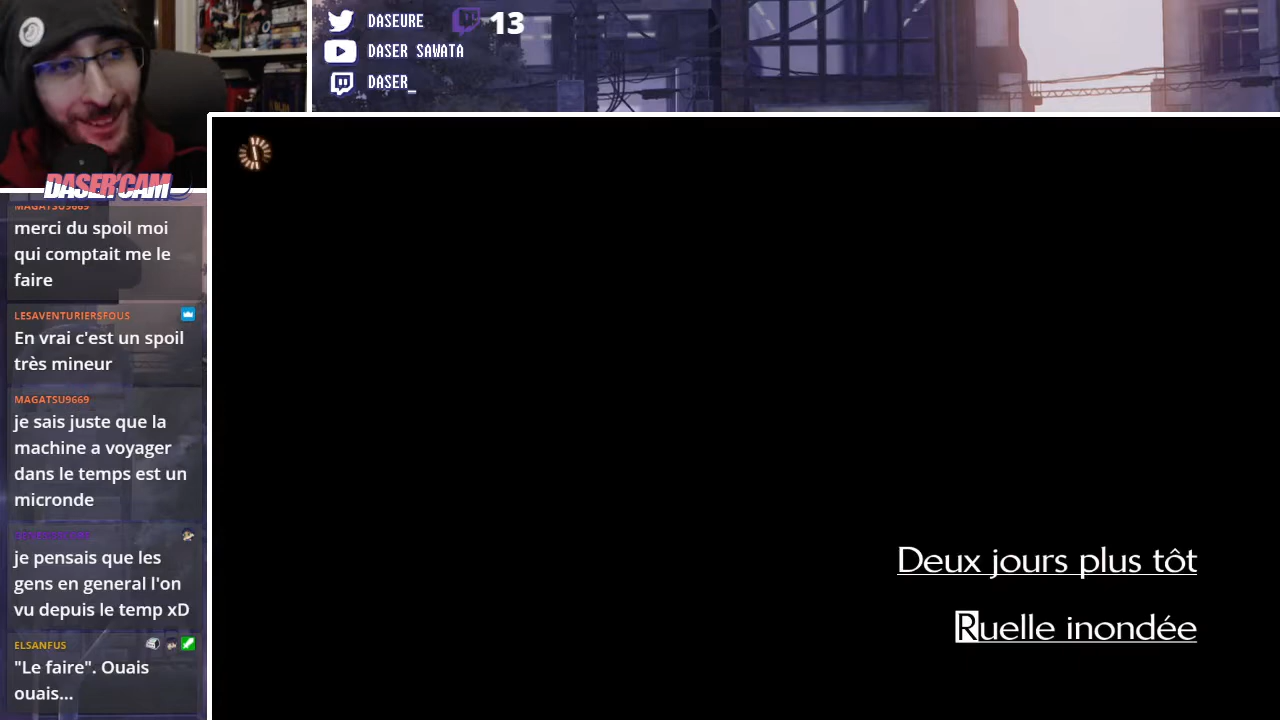 DASEURE
13
DASER SAWATA
DASER_
DASER'CAM
MAGATSU9669
merci du spoil moi
qui comptait me le
faire
LESAVENTURIERSFOUS
En vrai c'est un spoil
très mineur
MAGATSU9669
je sais juste que la
machine a voyager
dans le temps est un
micronde
je pensais que les
gens en general l'on
vu depuis le temp xD
ELSANFUS
"Le faire". Ouais
ouais...
Deux jours plus tôt
Ruelle inondée